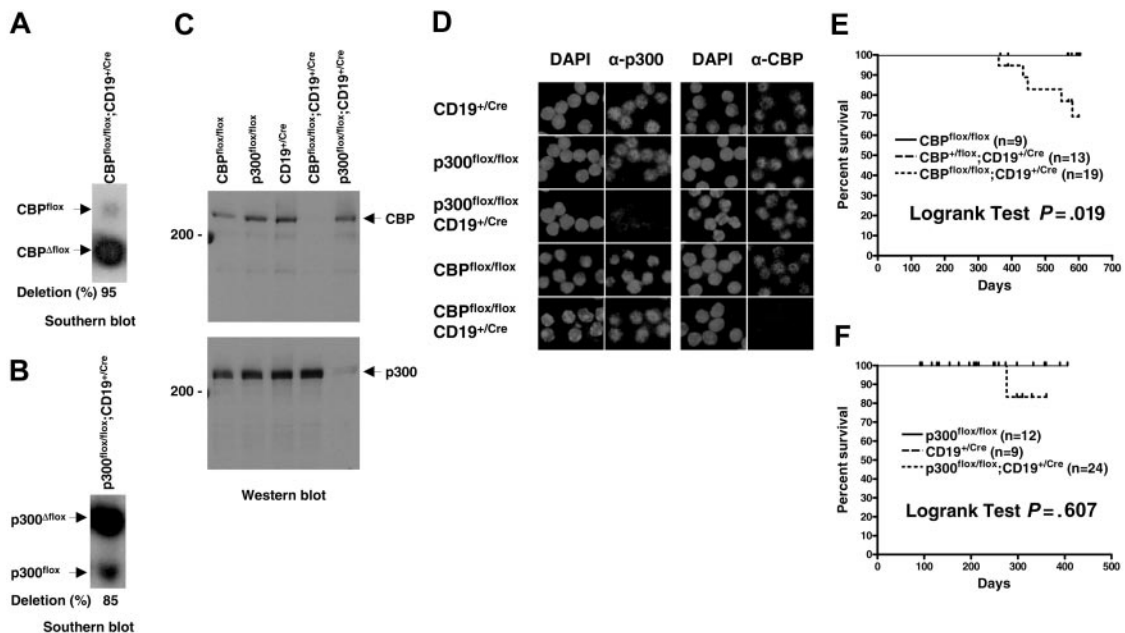 A
CBPflox/flox;CD19+/Cre
CBPflox
CBPΔflox
Deletion (%) 95
Southern blot
B
p300flox/flox;CD19+/Cre
p300Δflox
p300flox
Deletion (%) 85
Southern blot
C
CBPflox/flox
p300flox/flox
CD19+/Cre
CBPflox/flox;CD19+/Cre
p300flox/flox;CD19+/Cre
200 -
CBP
200 -
p300
Western blot
D
DAPI α-p300 DAPI α-CBP
CD19+/Cre
p300flox/flox
p300flox/flox
CD19+/Cre
CBPflox/flox
CBPflox/flox
CD19+/Cre
E
Percent survival
100
90
80
70
60
50
40
30
20
10
0
CBPflox/flox (n=9)
CBP+/flox;CD19+/Cre (n=13)
CBPflox/flox;CD19+/Cre (n=19)
Logrank Test P=.019
0 100 200 300 400 500 600 700
Days
F
Percent survival
100
90
80
70
60
50
40
30
20
10
0
p300flox/flox (n=12)
CD19+/Cre (n=9)
p300flox/flox;CD19+/Cre (n=24)
Logrank Test P=.607
0 100 200 300 400 500
Days